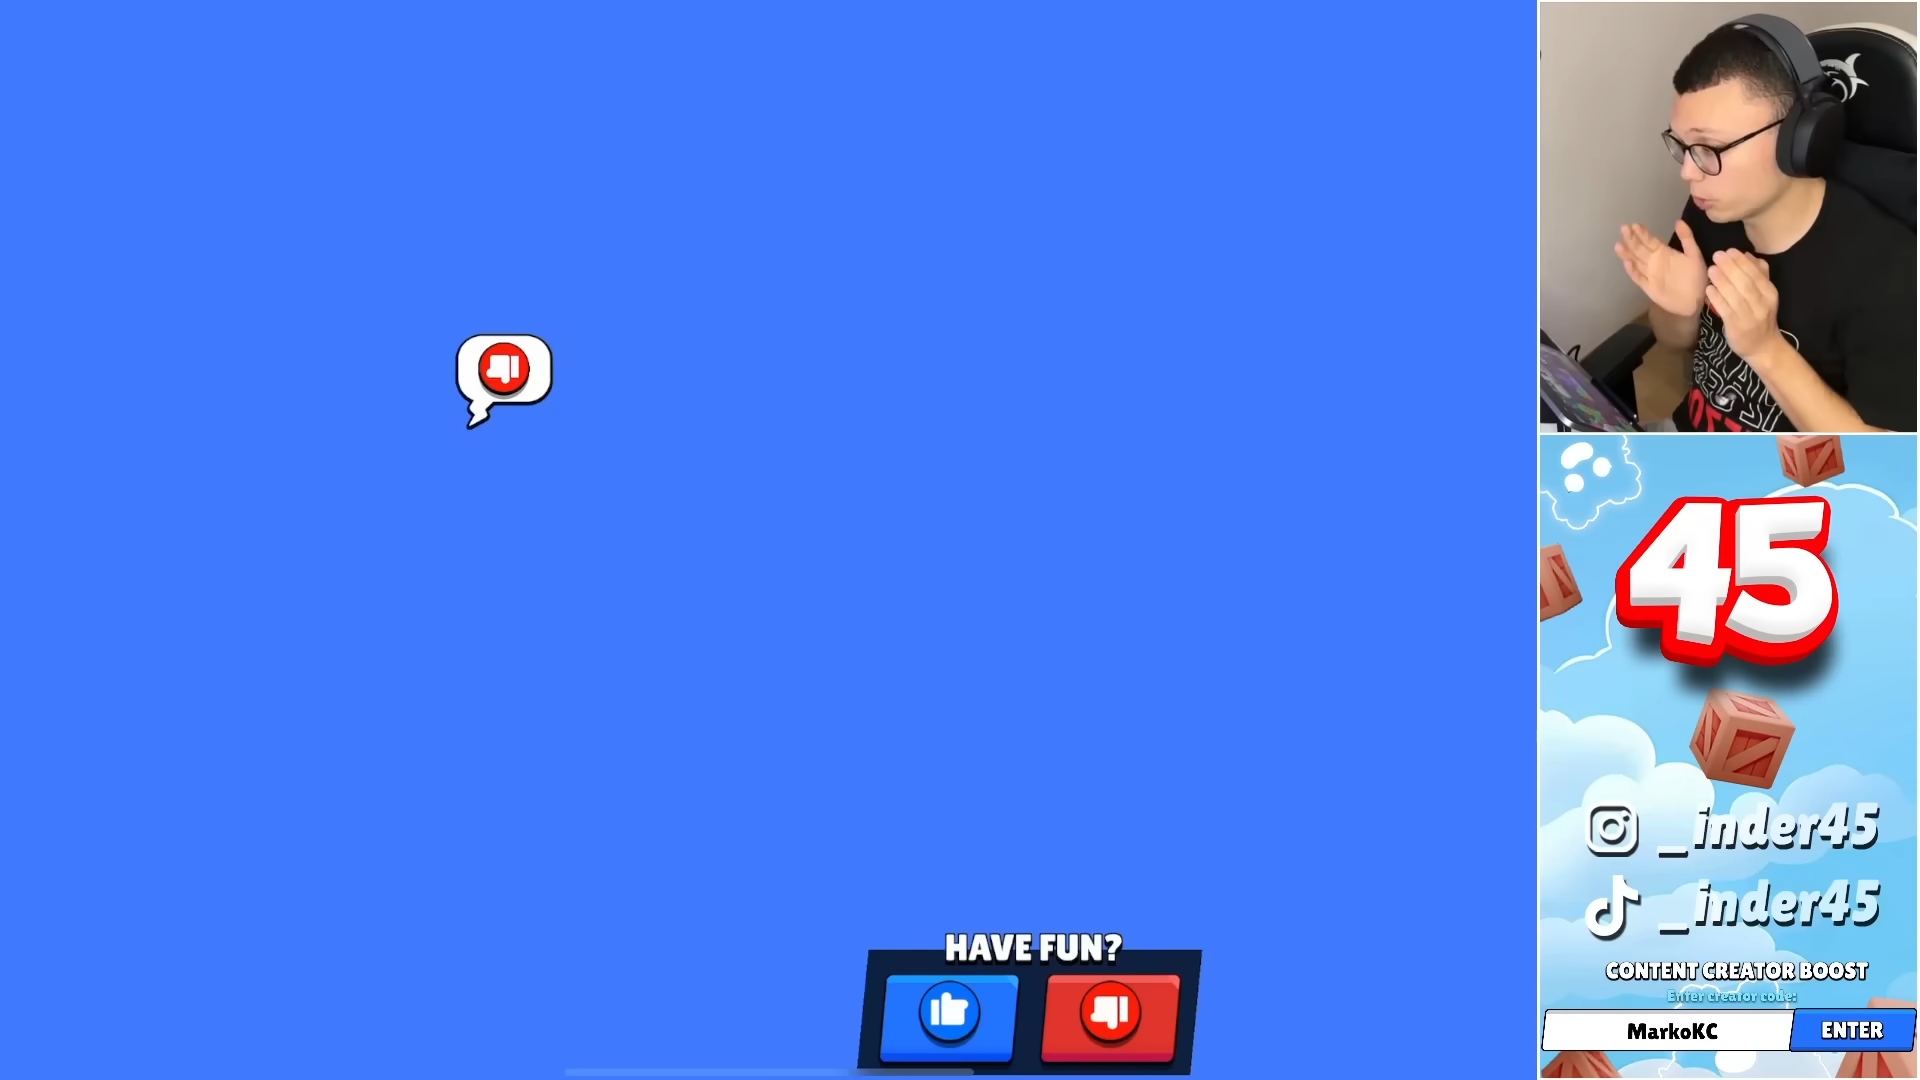 45
_inder45
_inder45
CONTENT CREATOR BOOST
Enter creator code:
MarkoKC
ENTER
HAVE FUN?